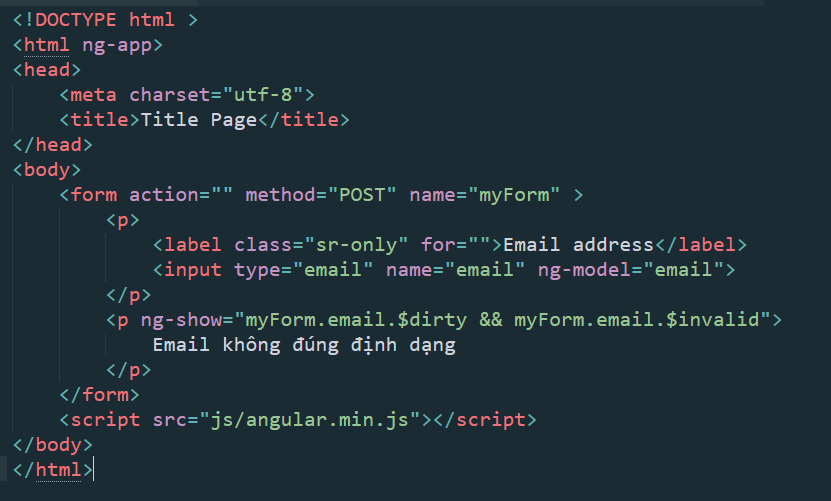 <!DOCTYPE html >
<html ng-app>
<head>
    <meta charset="utf-8">
    <title>Title Page</title>
</head>
<body>
    <form action="" method="POST" name="myForm" >
        <p>
            <label class="sr-only" for="">Email address</label>
            <input type="email" name="email" ng-model="email">
        </p>
        <p ng-show="myForm.email.$dirty && myForm.email.$invalid">
            Email không đúng định dạng
        </p>
    </form>
    <script src="js/angular.min.js"></script>
</body>
</html>